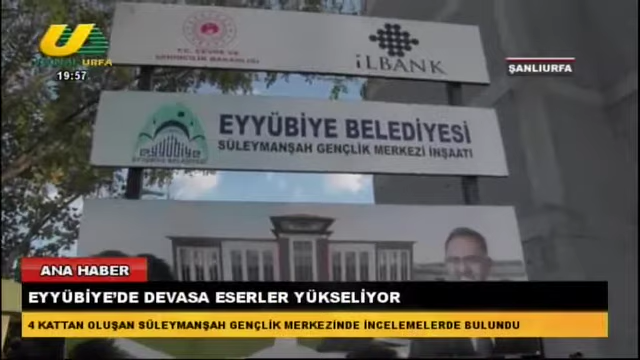 KANAL URFA
19:57
T.C. ÇEVRE VE
ŞEHİRCİLİK BAKANLIĞI
İLBANK
ŞANLIURFA
eyyübiye
EYYÜBİYE BELEDİYESİ
EYYÜBİYE BELEDİYESİ
SÜLEYMANŞAH GENÇLİK MERKEZİ İNŞAATI
ANA HABER
EYYÜBİYE'DE DEVASA ESERLER YÜKSELİYOR
4 KATTAN OLUŞAN SÜLEYMANŞAH GENÇLİK MERKEZİNDE İNCELEMELERDE BULUNDU